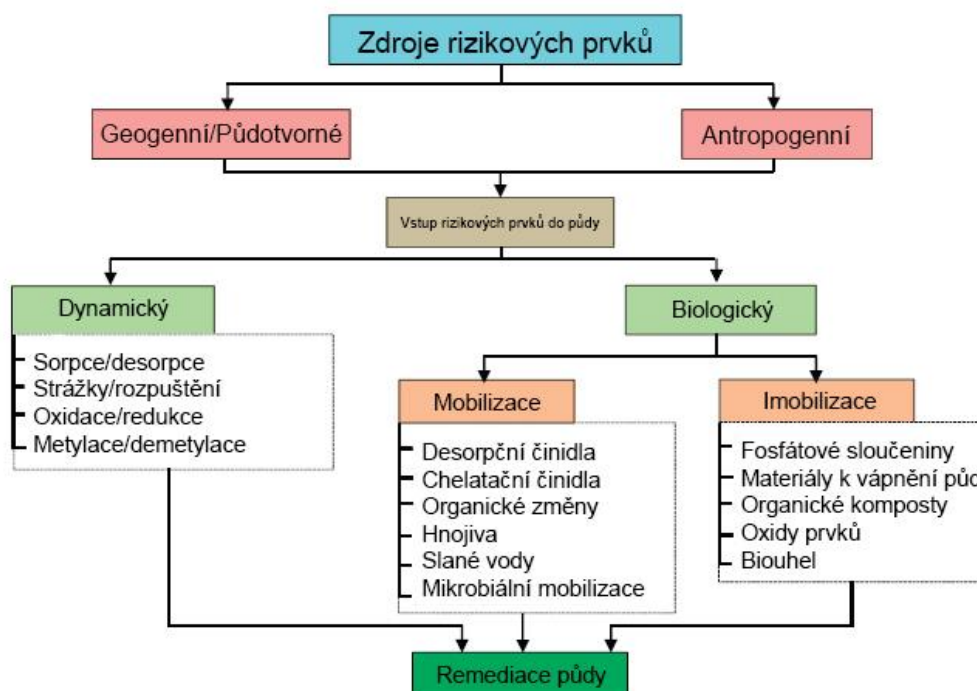 Zdroje rizikových prvků
Geogenní/Půdotvorné
Antropogenní
Vstup rizikových prvků do půdy
Dynamický
Sorpce/desorpce
Strážky/rozpuštění
Oxidace/redukce
Metylace/demetylace
Biologický
Mobilizace
Desorpční činidla
Chelatační činidla
Organické změny
Hnojiva
Slané vody
Mikrobiální mobilizace
Imobilizace
Fosfátové sloučeniny
Materiály k vápnění půd
Organické komposty
Oxidy prvků
Biouhel
Remediace půdy